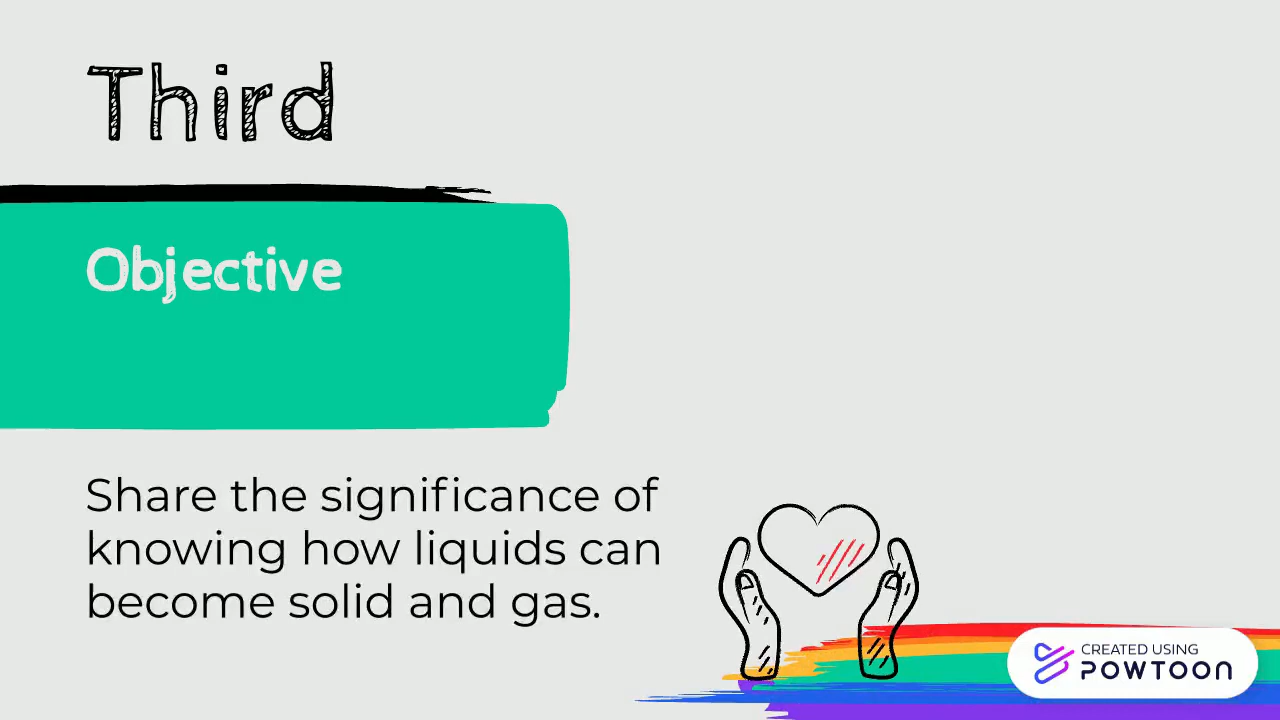 Third
Objective
Share the significance of
knowing how liquids can
become solid and gas.
CREATED USING
POWTOON